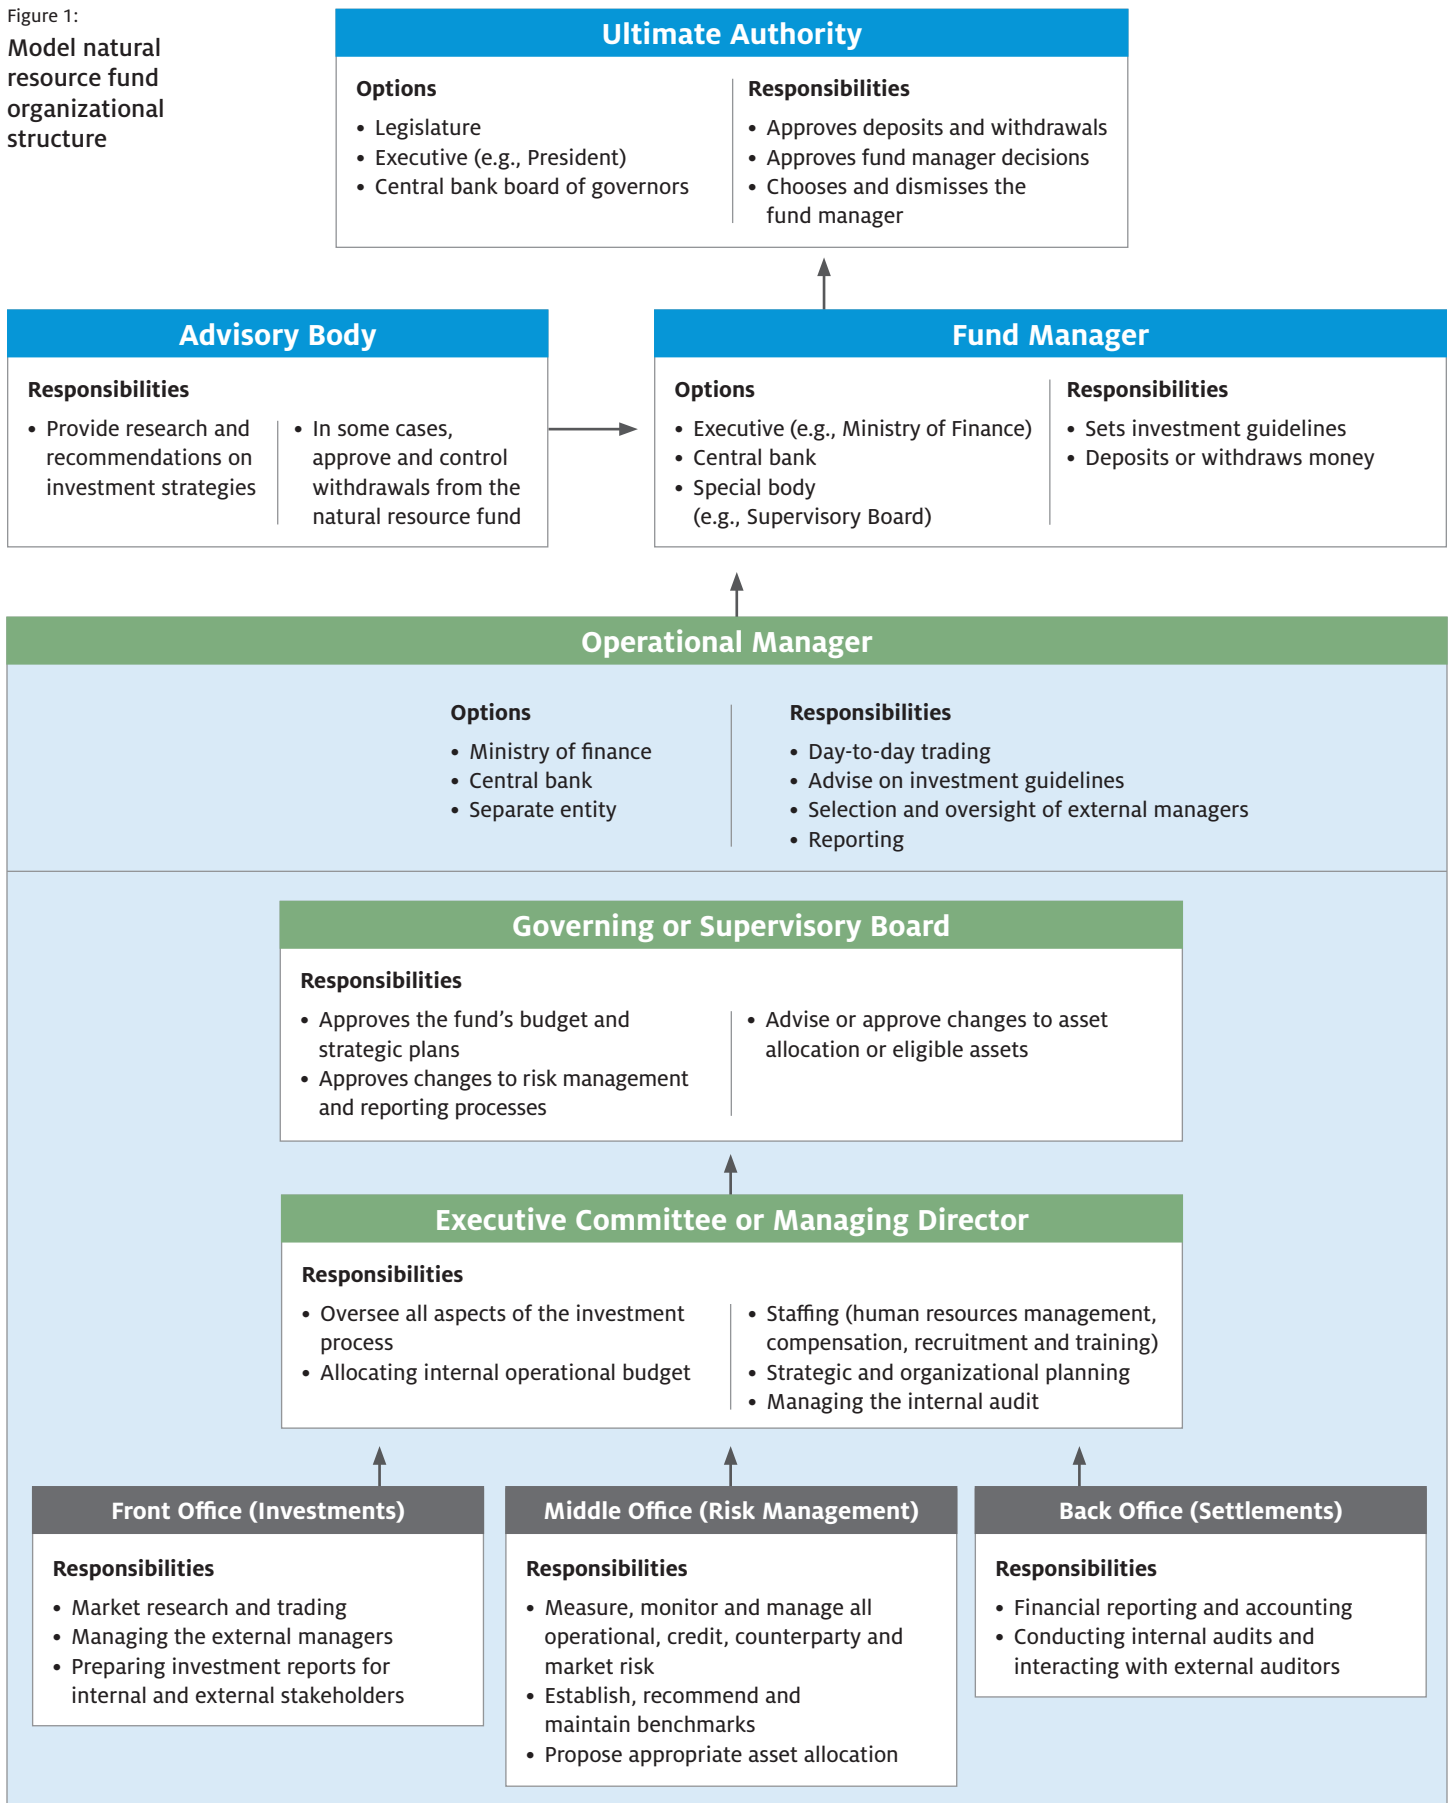 Figure 1:
Model natural
resource fund
organizational
structure
Ultimate Authority
Options
• Legislature
• Executive (e.g., President)
• Central bank board of governors
Responsibilities
• Approves deposits and withdrawals
• Approves fund manager decisions
• Chooses and dismisses the
fund manager
Advisory Body
Responsibilities
• Provide research and
recommendations on
investment strategies
• In some cases,
approve and control
withdrawals from the
natural resource fund
Fund Manager
Options
• Executive (e.g., Ministry of Finance)
• Central bank
• Special body
(e.g., Supervisory Board)
Responsibilities
• Sets investment guidelines
• Deposits or withdraws money
Operational Manager
Options
• Ministry of finance
• Central bank
• Separate entity
Responsibilities
• Day-to-day trading
• Advise on investment guidelines
• Selection and oversight of external managers
• Reporting
Governing or Supervisory Board
Responsibilities
• Approves the fund’s budget and
strategic plans
• Approves changes to risk management
and reporting processes
• Advise or approve changes to asset
allocation or eligible assets
Executive Committee or Managing Director
Responsibilities
• Oversee all aspects of the investment
process
• Allocating internal operational budget
• Staffing (human resources management,
compensation, recruitment and training)
• Strategic and organizational planning
• Managing the internal audit
Front Office (Investments)
Responsibilities
• Market research and trading
• Managing the external managers
• Preparing investment reports for
internal and external stakeholders
Middle Office (Risk Management)
Responsibilities
• Measure, monitor and manage all
operational, credit, counterparty and
market risk
• Establish, recommend and
maintain benchmarks
• Propose appropriate asset allocation
Back Office (Settlements)
Responsibilities
• Financial reporting and accounting
• Conducting internal audits and
interacting with external auditors